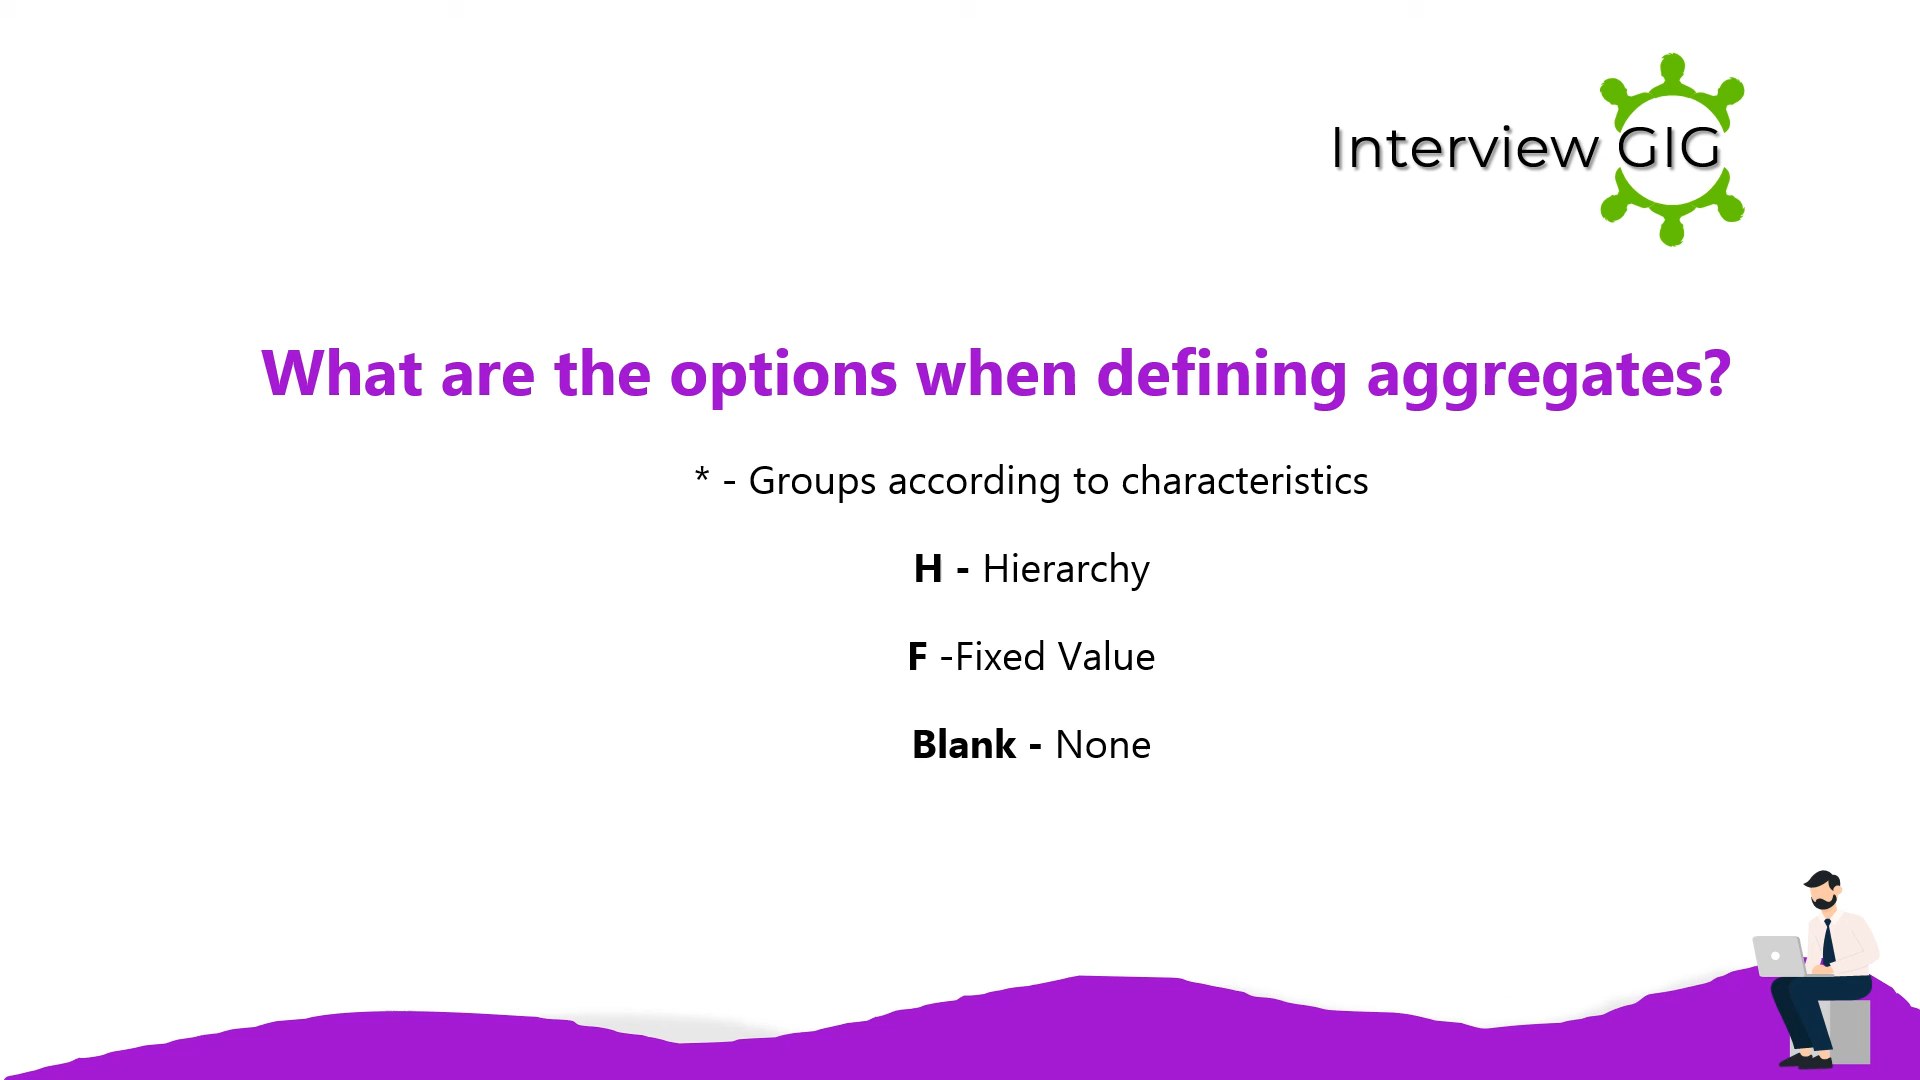 Interview GIG
What are the options when defining aggregates?
* - Groups according to characteristics
H - Hierarchy
F -Fixed Value
Blank - None